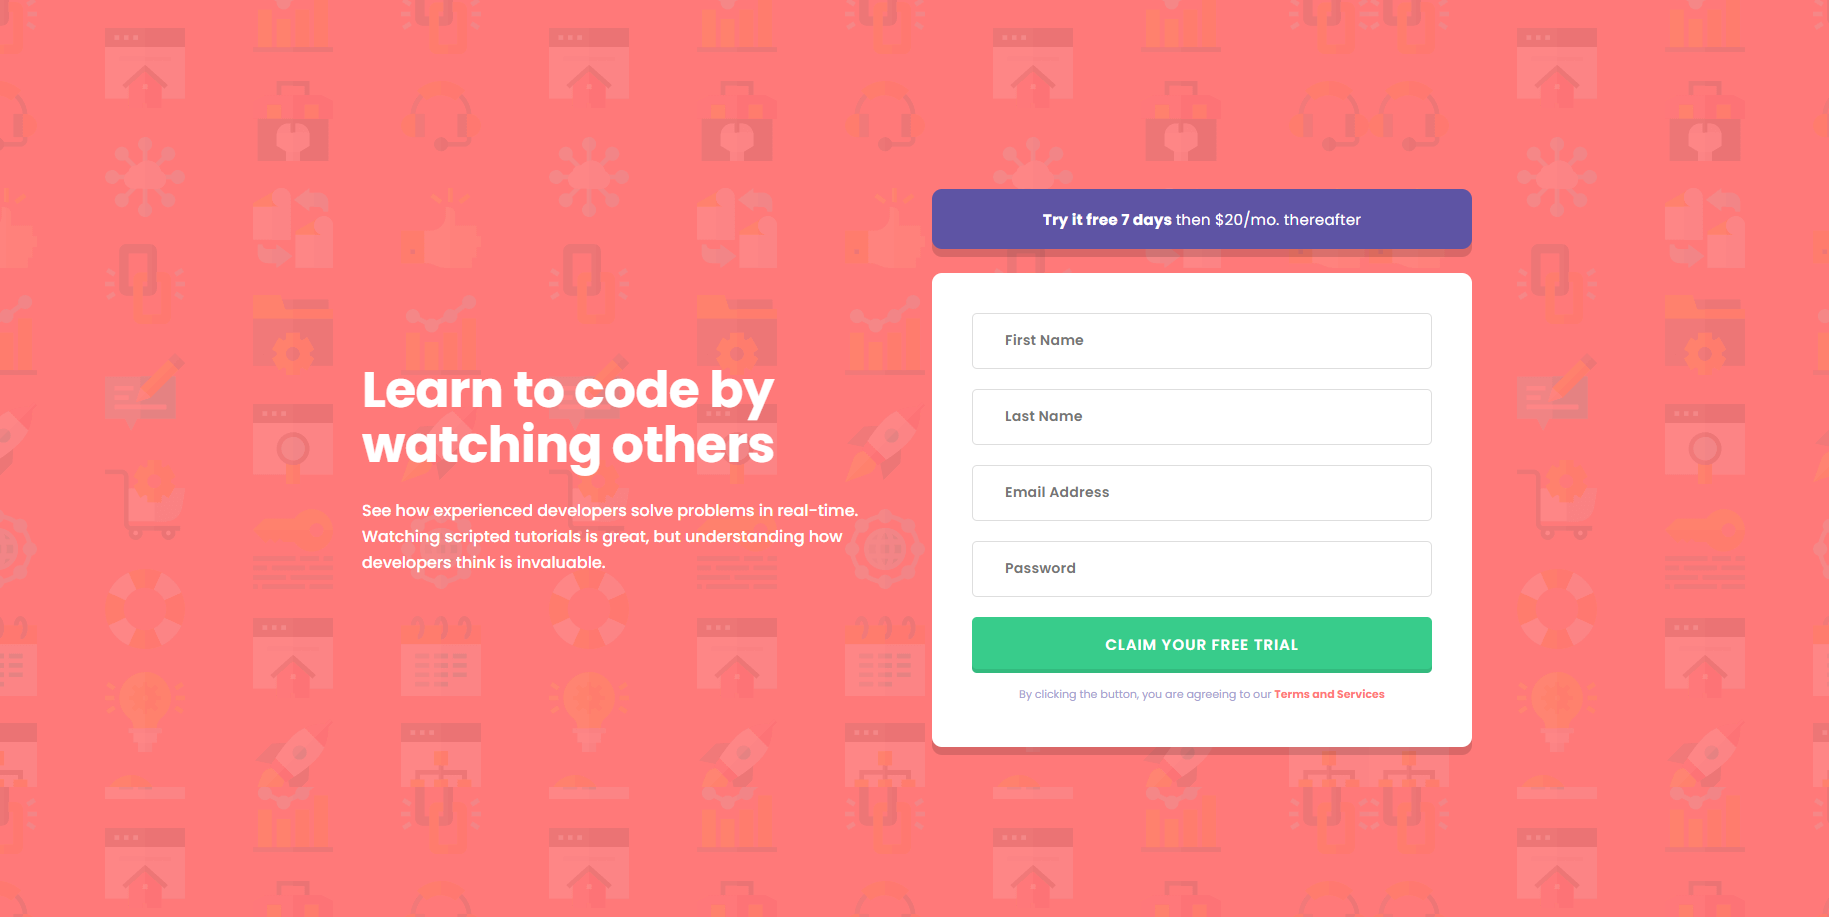 Learn to code by
watching others
See how experienced developers solve problems in real-time.
Watching scripted tutorials is great, but understanding how
developers think is invaluable.
Try it free 7 days then $20/mo. thereafter
First Name
Last Name
Email Address
Password
CLAIM YOUR FREE TRIAL
By clicking the button, you are agreeing to our Terms and Services